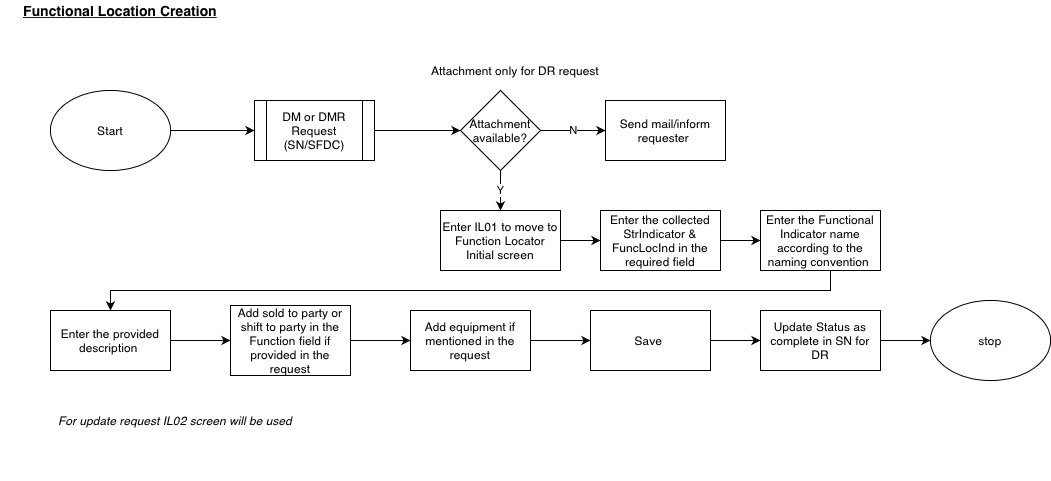 Functional Location Creation
Attachment only for DR request
Start
DM or DMR
Request
(SN/SFDC)
Attachment
available?
N
Send mail/inform
requester
Y
Enter IL01 to move to
Function Locator
Initial screen
Enter the collected
StrIndicator &
FuncLocInd in the
required field
Enter the Functional
Indicator name
according to the
naming convention
Enter the provided
description
Add sold to party or
shift to party in the
Function field if
provided in the
request
Add equipment if
mentioned in the
request
Save
Update Status as
complete in SN for
DR
stop
For update request IL02 screen will be used